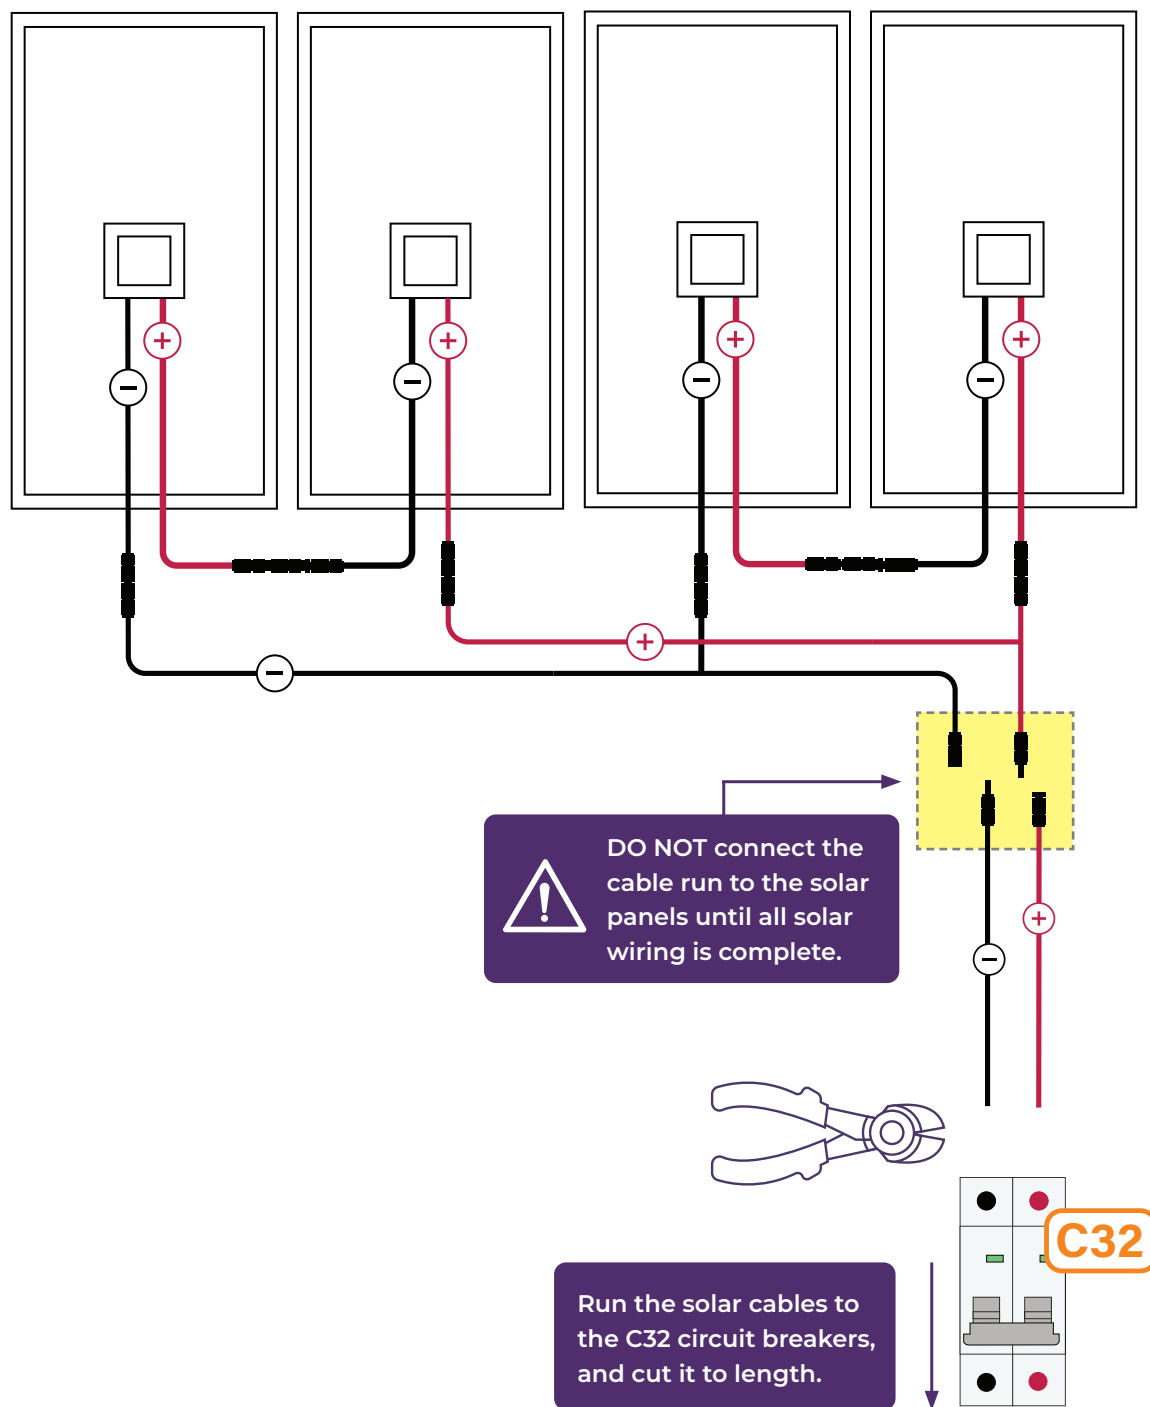 DO NOT connect the
cable run to the solar
panels until all solar
wiring is complete.
C32
Run the solar cables to
the C32 circuit breakers,
and cut it to length.